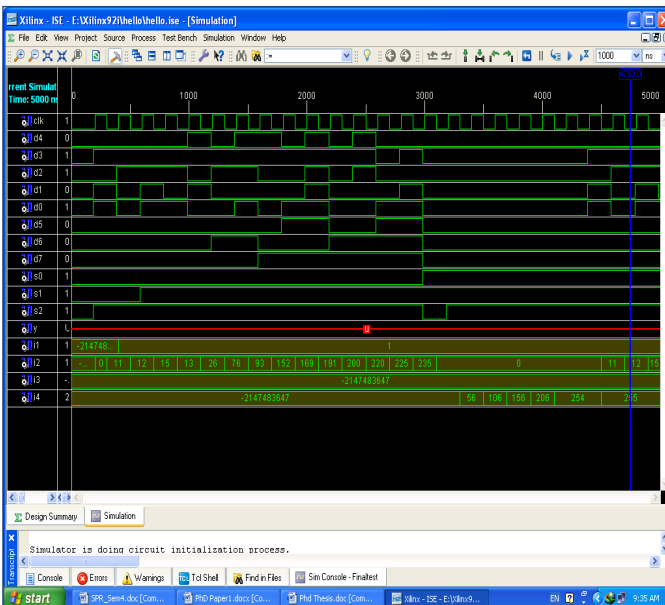 Xilinx - ISE - E:\Xilinx92i\hello\hello.ise - [Simulation]
File Edit View Project Source Process Test Bench Simulation Window Help
1000 ns
rrent Simulat
Time: 5000 ns
0 1000 2000 3000 4000 5000
clk 1
d4 0
d3 1
d2 1
d1 0
d0 1
d5 0
d6 0
d7 0
s0 1
s1 1
s2 1
y U
i1 1 -214748... 1
i2 1 -... 0 11 12 15 13 26 76 93 152 169 191 200 220 225 235 0 11 12 15
i3 -. -2147483647
i4 2 -2147483647 56 106 156 206 254 255
Design Summary Simulation
Transcript
Simulator is doing circuit initialization process.
Console Errors Warnings Tcl Shell Find in Files Sim Console - Finaltest
start SPR_Sem4.doc [Com... PhD Paper1.docx [Co... Phd Thesis.doc [Com... Xilinx - ISE - E:\Xilinx9... EN 9:35 AM